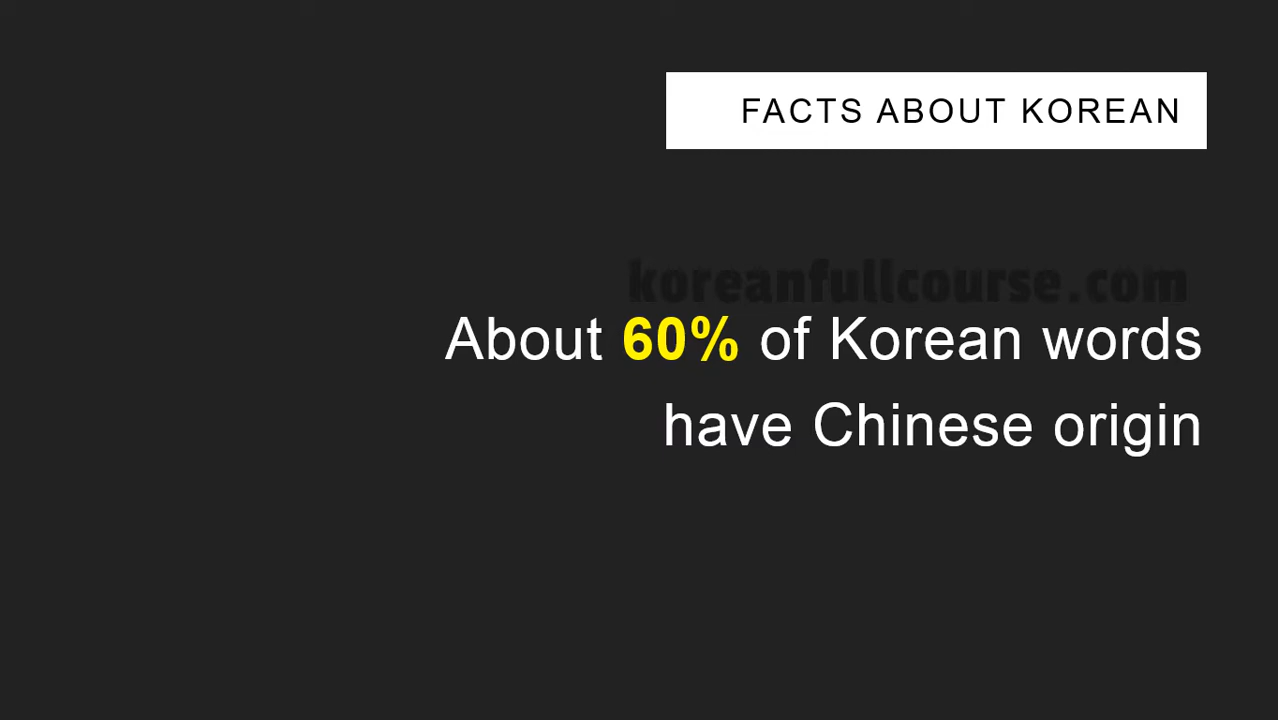 FACTS ABOUT KOREAN
koreanfullcourse.com
About 60% of Korean words
have Chinese origin